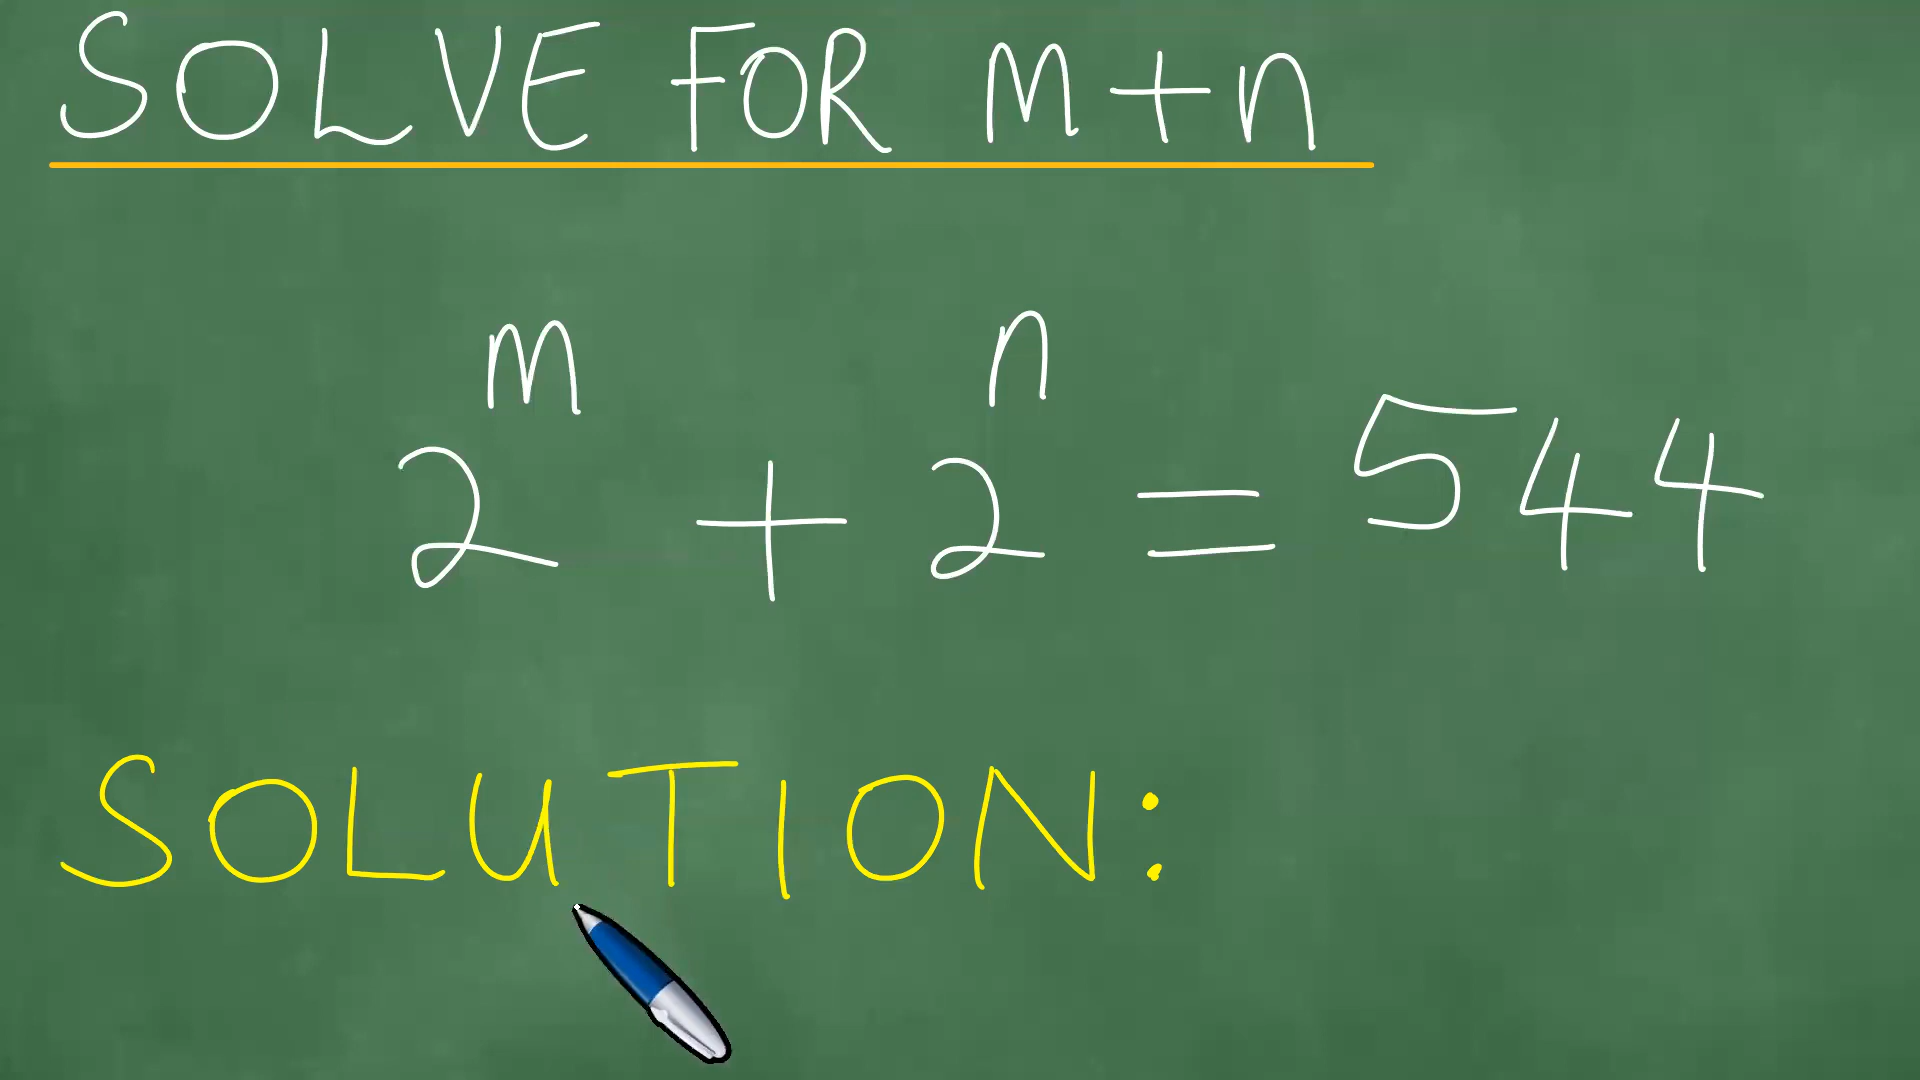 SOLVE FOR m+n
2^m + 2^n = 544
SOLUTION: